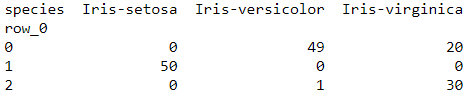 species Iris-setosa Iris-versicolor Iris-virginica
row_0
0 0 49 20
1 50 0 0
2 0 1 30